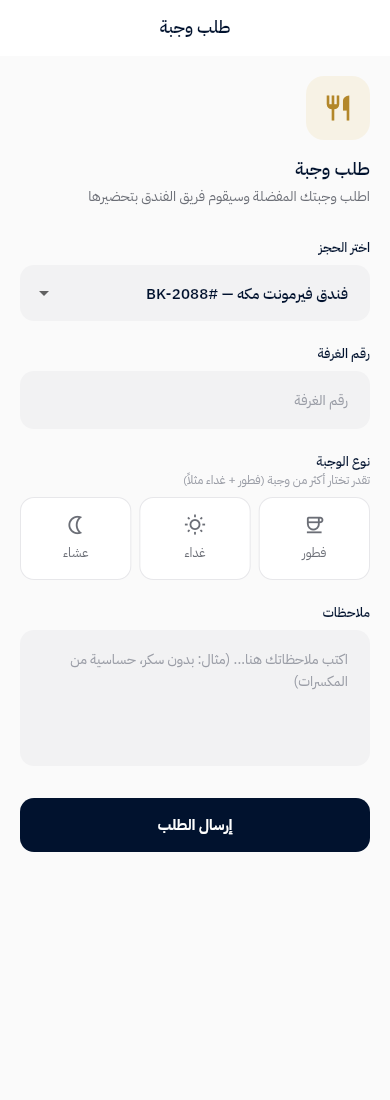 طلب وجبة
طلب وجبة
اطلب وجبتك المفضلة وسيقوم فريق الفندق بتحضيرها
اختر الحجز
فندق فيرمونت مكه — #BK-2088
رقم الغرفة
رقم الغرفة
نوع الوجبة
تقدر تختار أكثر من وجبة (فطور + غداء مثلاً)
فطور
غداء
عشاء
ملاحظات
اكتب ملاحظاتك هنا... (مثال: بدون سكر، حساسية من
المكسرات)
إرسال الطلب